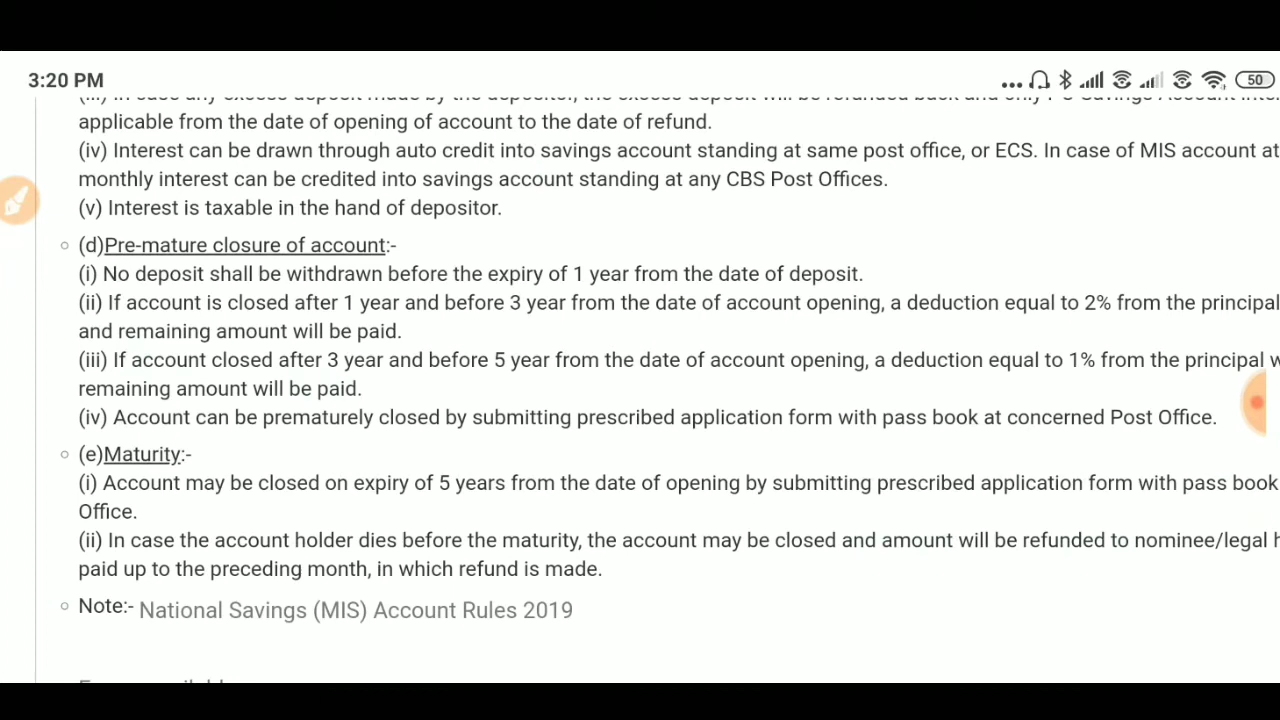 3:20 PM
50
applicable from the date of opening of account to the date of refund.
(iv) Interest can be drawn through auto credit into savings account standing at same post office, or ECS. In case of MIS account at
monthly interest can be credited into savings account standing at any CBS Post Offices.
(v) Interest is taxable in the hand of depositor.
(d)Pre-mature closure of account:-
(i) No deposit shall be withdrawn before the expiry of 1 year from the date of deposit.
(ii) If account is closed after 1 year and before 3 year from the date of account opening, a deduction equal to 2% from the principal
and remaining amount will be paid.
(iii) If account closed after 3 year and before 5 year from the date of account opening, a deduction equal to 1% from the principal
remaining amount will be paid.
(iv) Account can be prematurely closed by submitting prescribed application form with pass book at concerned Post Office.
(e)Maturity:-
(i) Account may be closed on expiry of 5 years from the date of opening by submitting prescribed application form with pass book
Office.
(ii) In case the account holder dies before the maturity, the account may be closed and amount will be refunded to nominee/legal
paid up to the preceding month, in which refund is made.
Note:- National Savings (MIS) Account Rules 2019